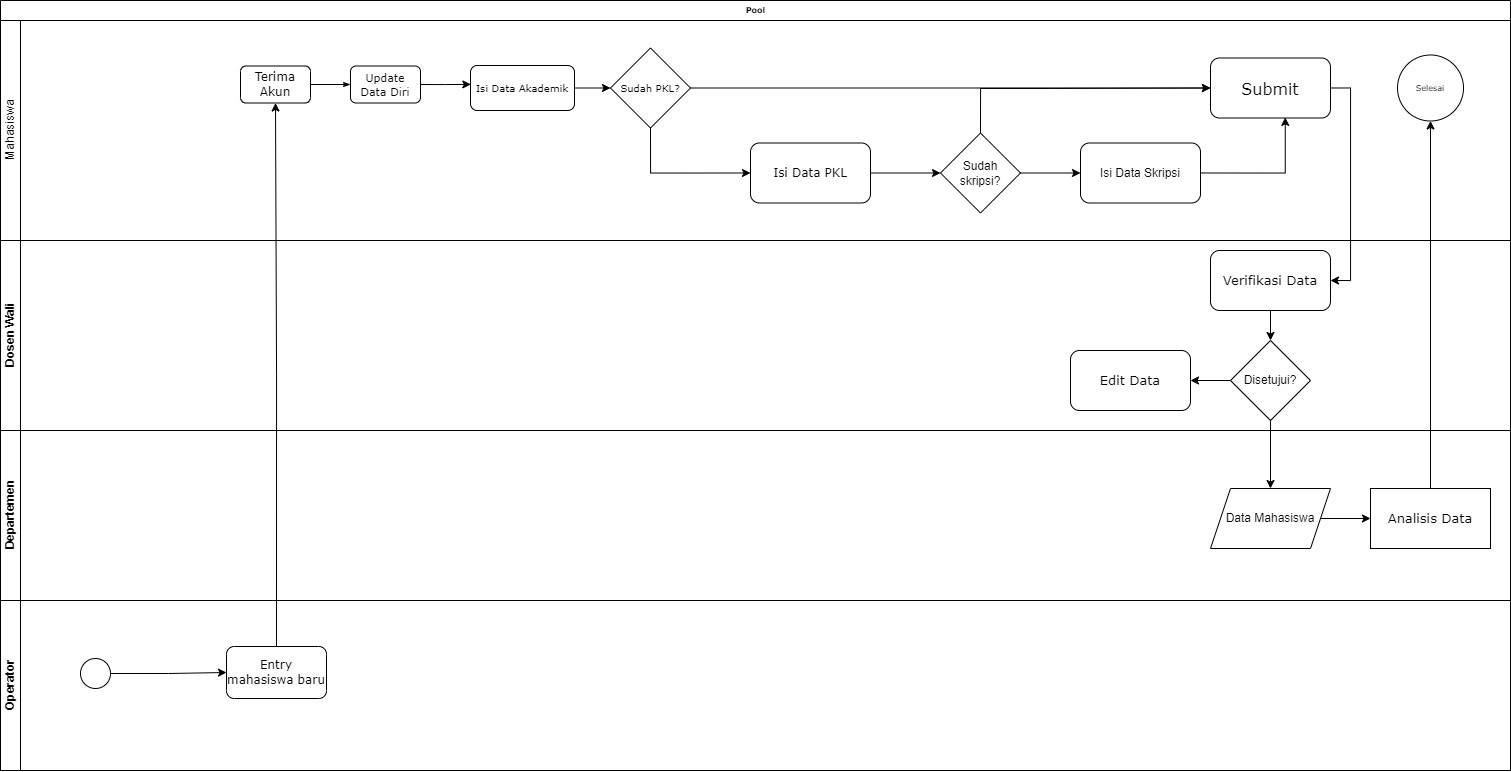 Pool
Mahasiswa
Terima
Akun
Update
Data Diri
Isi Data Akademik
Sudah PKL?
Submit
Selesai
Isi Data PKL
Sudah
skripsi?
Isi Data Skripsi
Dosen Wali
Verifikasi Data
Edit Data
Disetujui?
Departemen
Data Mahasiswa
Analisis Data
Operator
Entry
mahasiswa baru